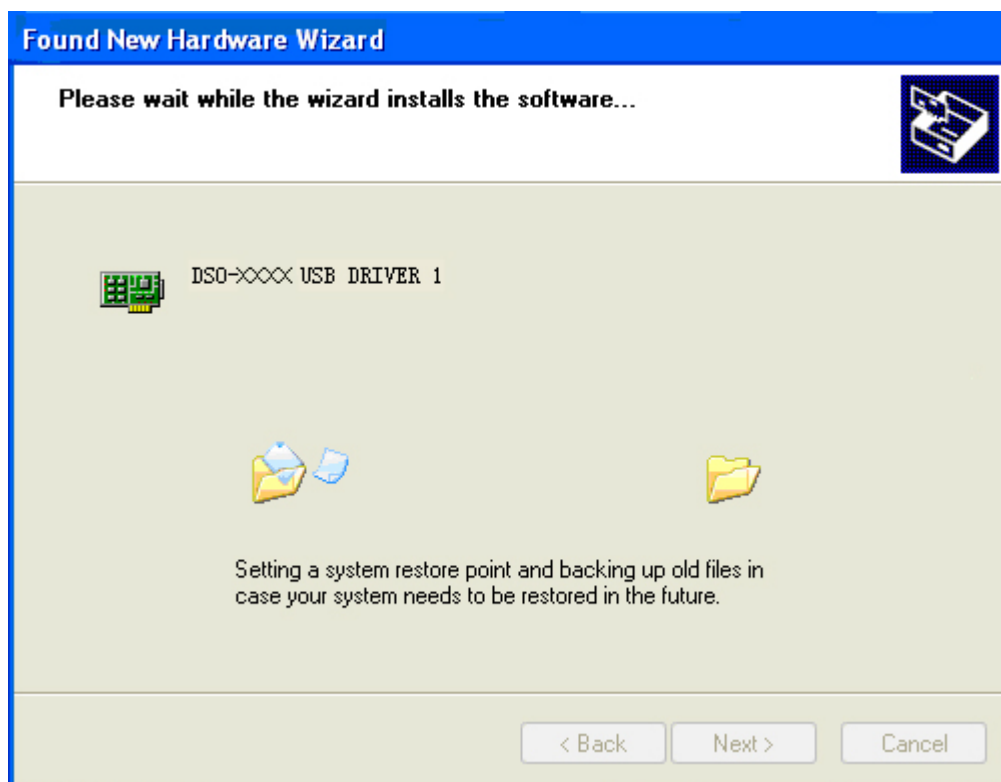 Found New Hardware Wizard
Please wait while the wizard installs the software...
DSO-XXXX USB DRIVER 1
Setting a system restore point and backing up old files in
case your system needs to be restored in the future.
< Back
Next >
Cancel